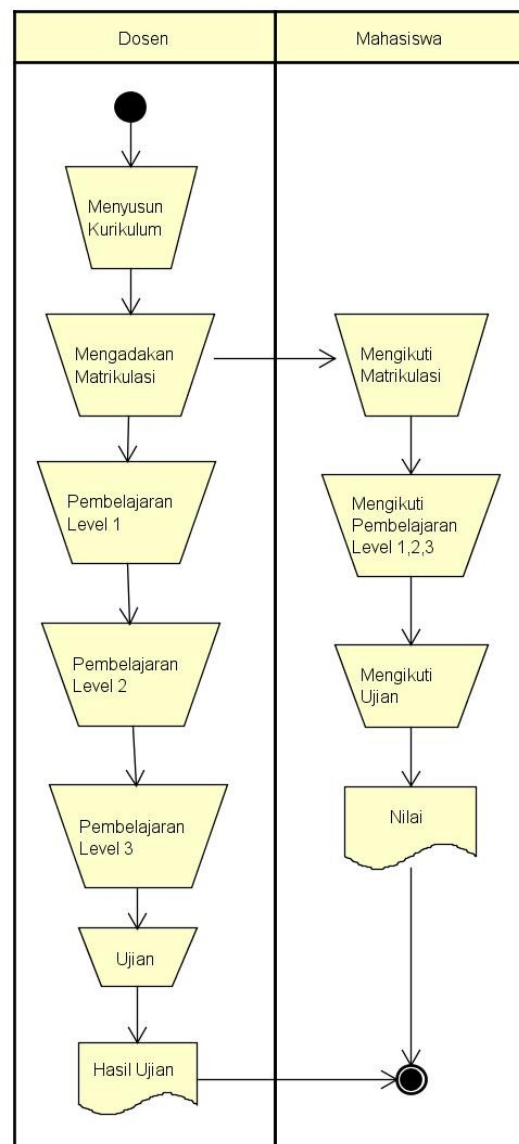 Dosen
Mahasiswa
Menyusun
Kurikulum
Mengadakan
Matrikulasi
Mengikuti
Matrikulasi
Pembelajaran
Level 1
Mengikuti
Pembelajaran
Level 1,2,3
Pembelajaran
Level 2
Mengikuti
Ujian
Pembelajaran
Level 3
Nilai
Ujian
Hasil Ujian